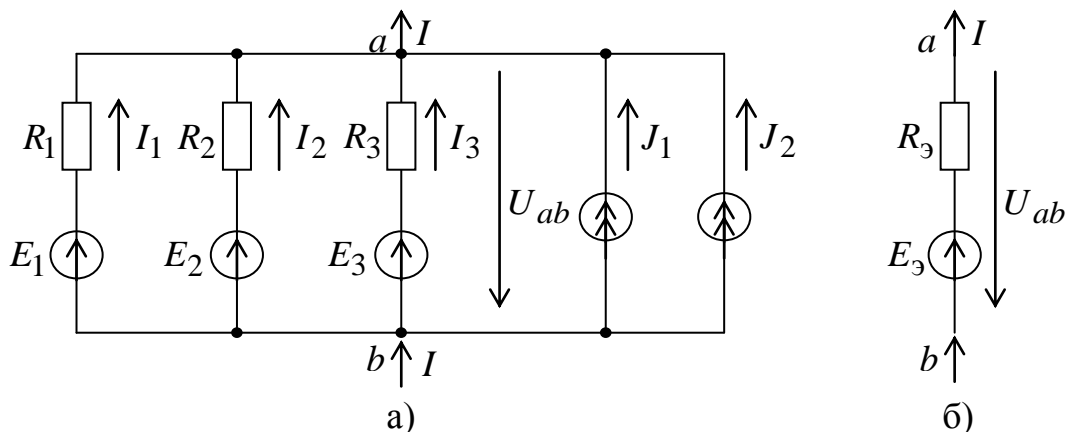 a I a I
R1 I1 R2 I2 R3 I3 J1 J2 Rэ
Uab Uab
E1 E2 E3 Eэ
b I b
а) б)